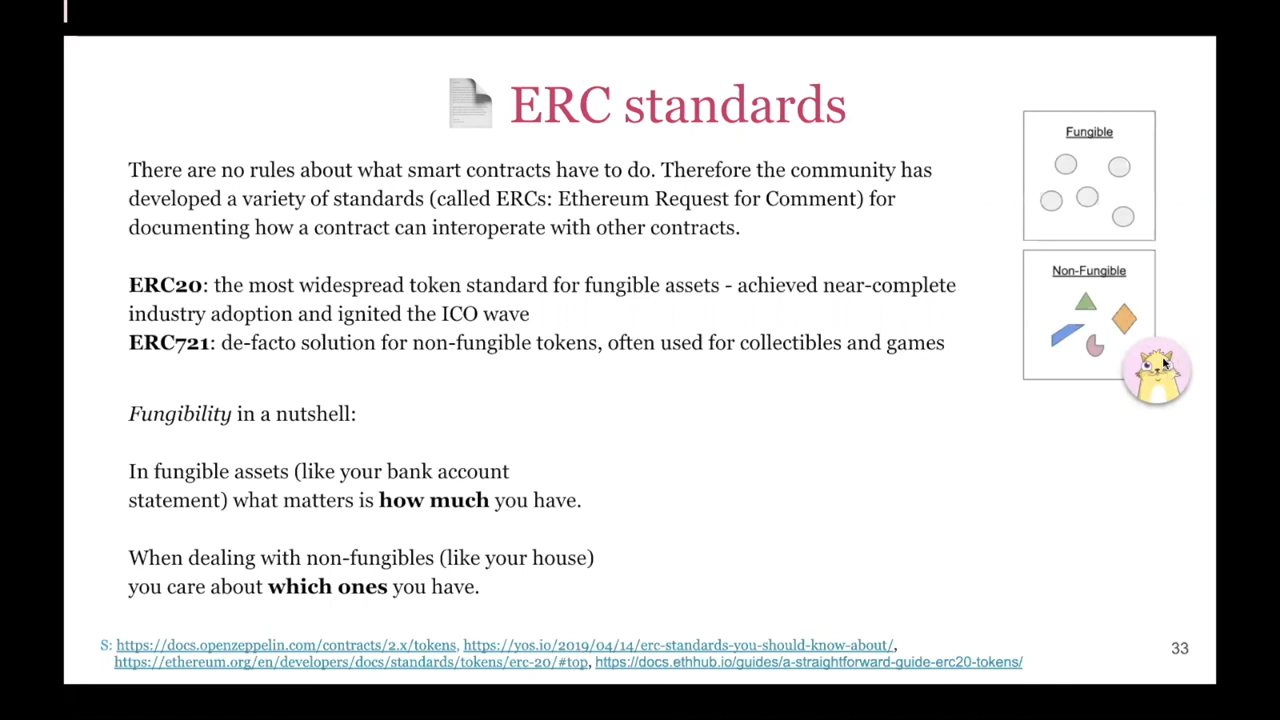 ERC standards
There are no rules about what smart contracts have to do. Therefore the community has
developed a variety of standards (called ERCs: Ethereum Request for Comment) for
documenting how a contract can interoperate with other contracts.
ERC20: the most widespread token standard for fungible assets - achieved near-complete
industry adoption and ignited the ICO wave
ERC721: de-facto solution for non-fungible tokens, often used for collectibles and games
Fungibility in a nutshell:
In fungible assets (like your bank account
statement) what matters is how much you have.
When dealing with non-fungibles (like your house)
you care about which ones you have.
Fungible
Non-Fungible
S: https://docs.openzeppelin.com/contracts/2.x/tokens, https://yos.io/2019/04/14/erc-standards-you-should-know-about/,
https://ethereum.org/en/developers/docs/standards/tokens/erc-20/#top, https://docs.ethhub.io/guides/a-straightforward-guide-erc20-tokens/
33